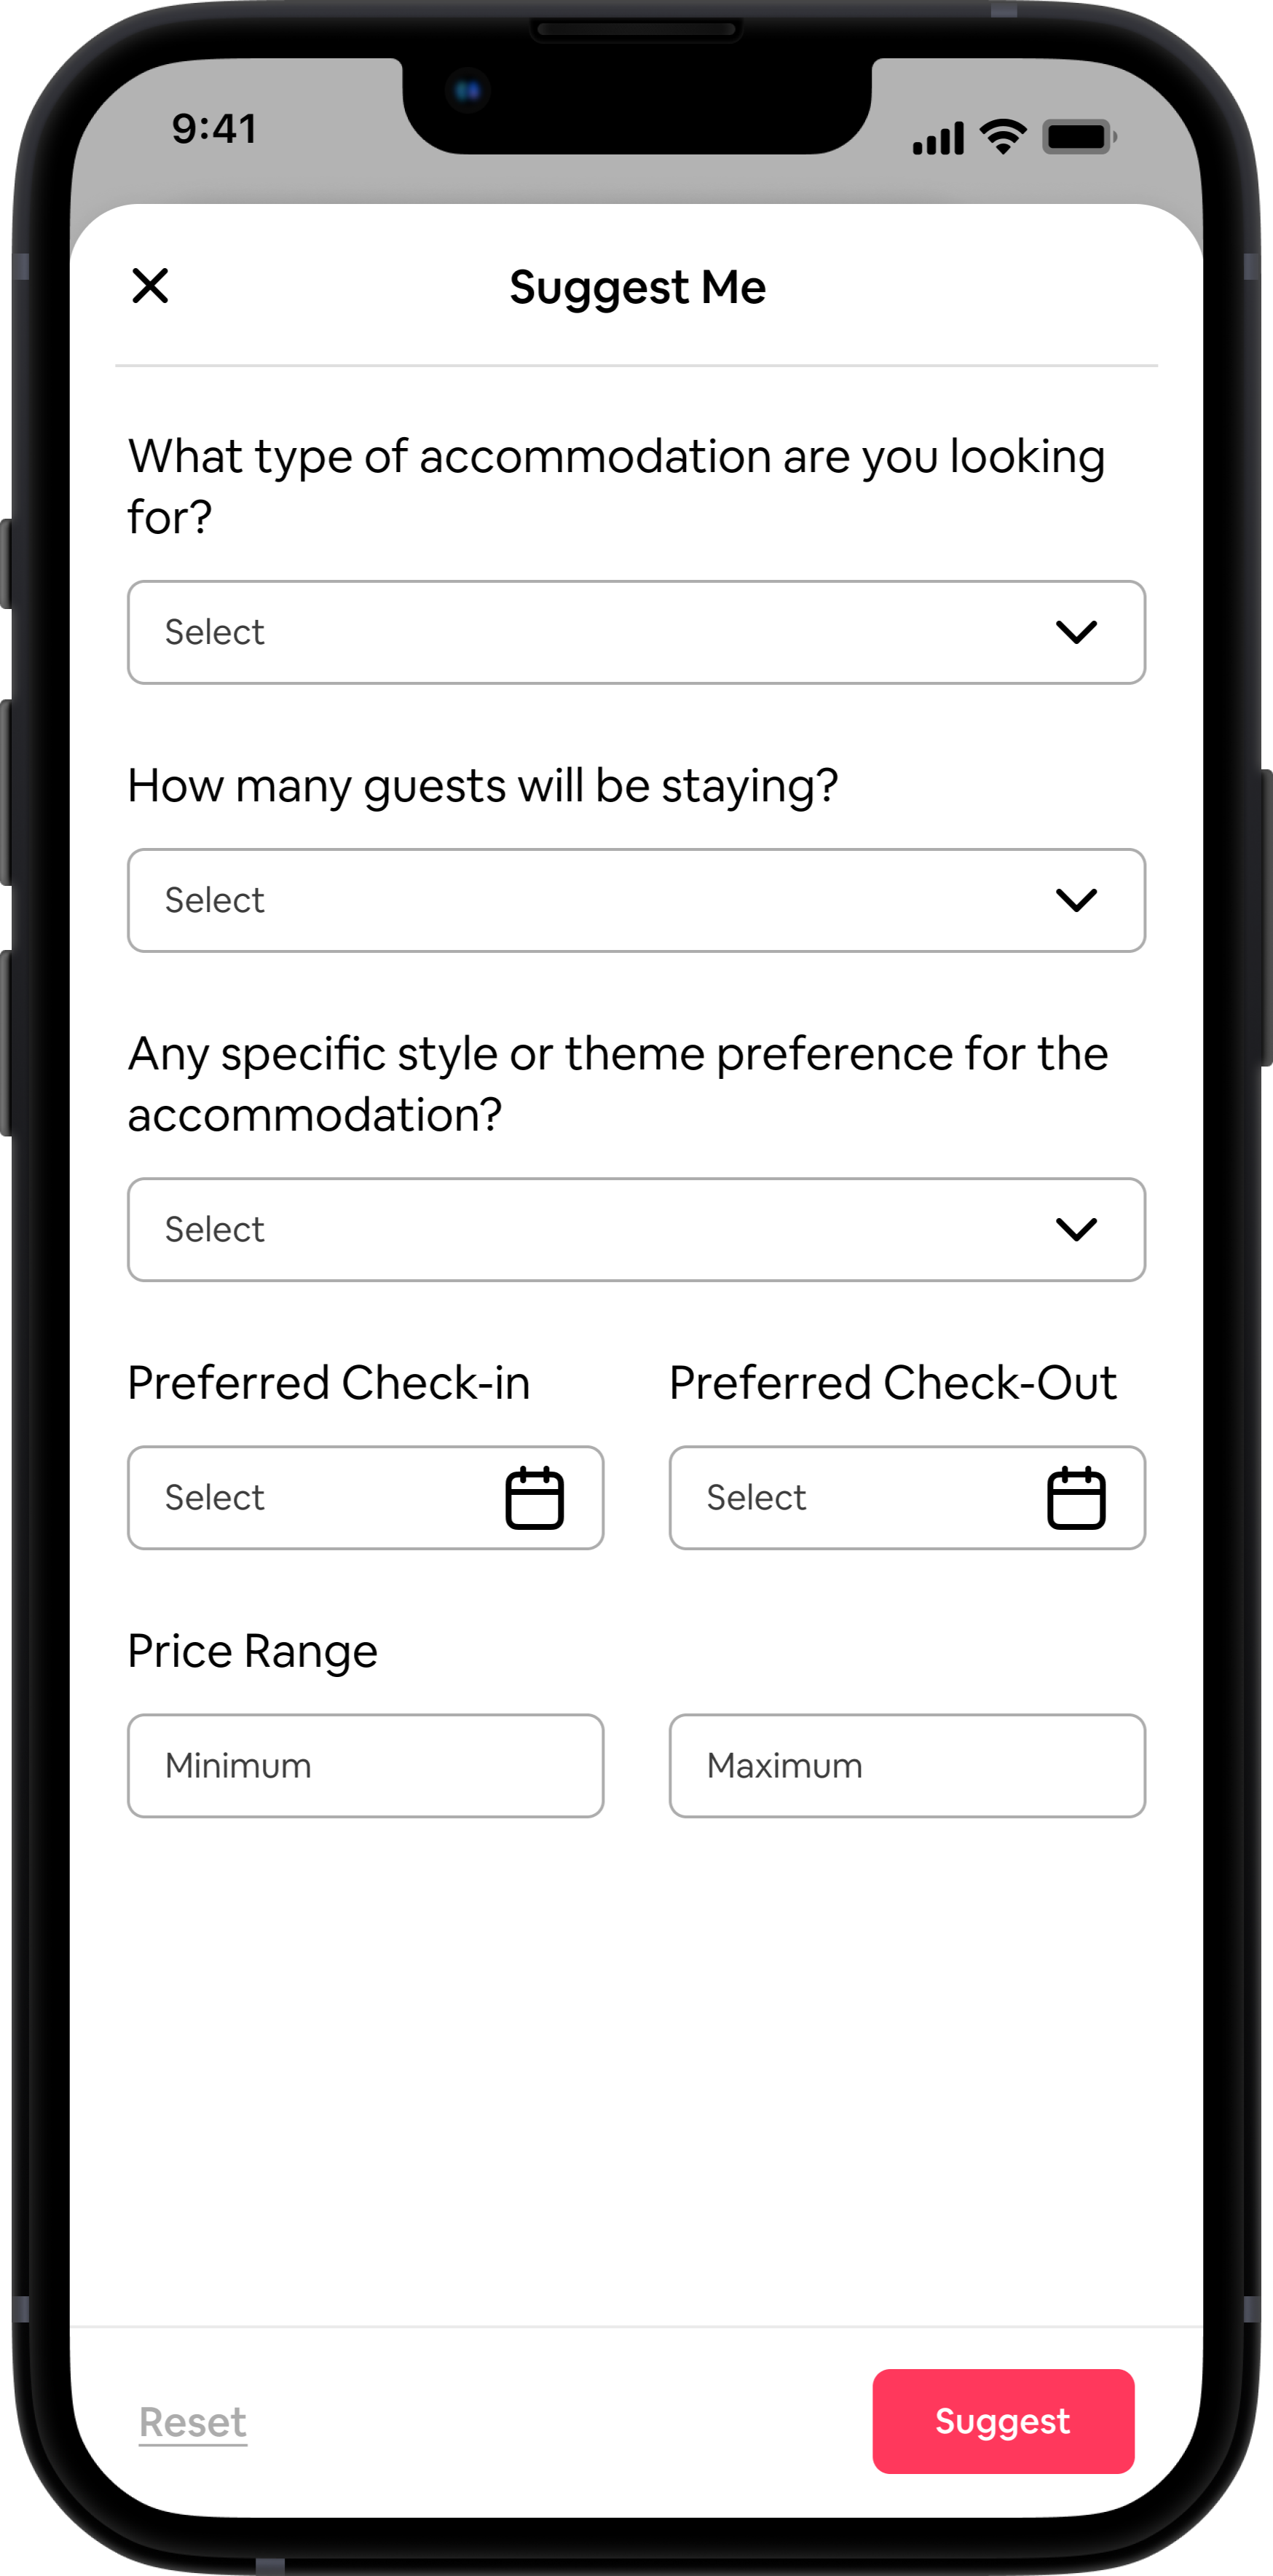 9:41
Suggest Me
What type of accommodation are you looking
for?
Select
How many guests will be staying?
Select
Any specific style or theme preference for the
accommodation?
Select
Preferred Check-in
Preferred Check-Out
Select
Select
Price Range
Minimum
Maximum
Reset
Suggest